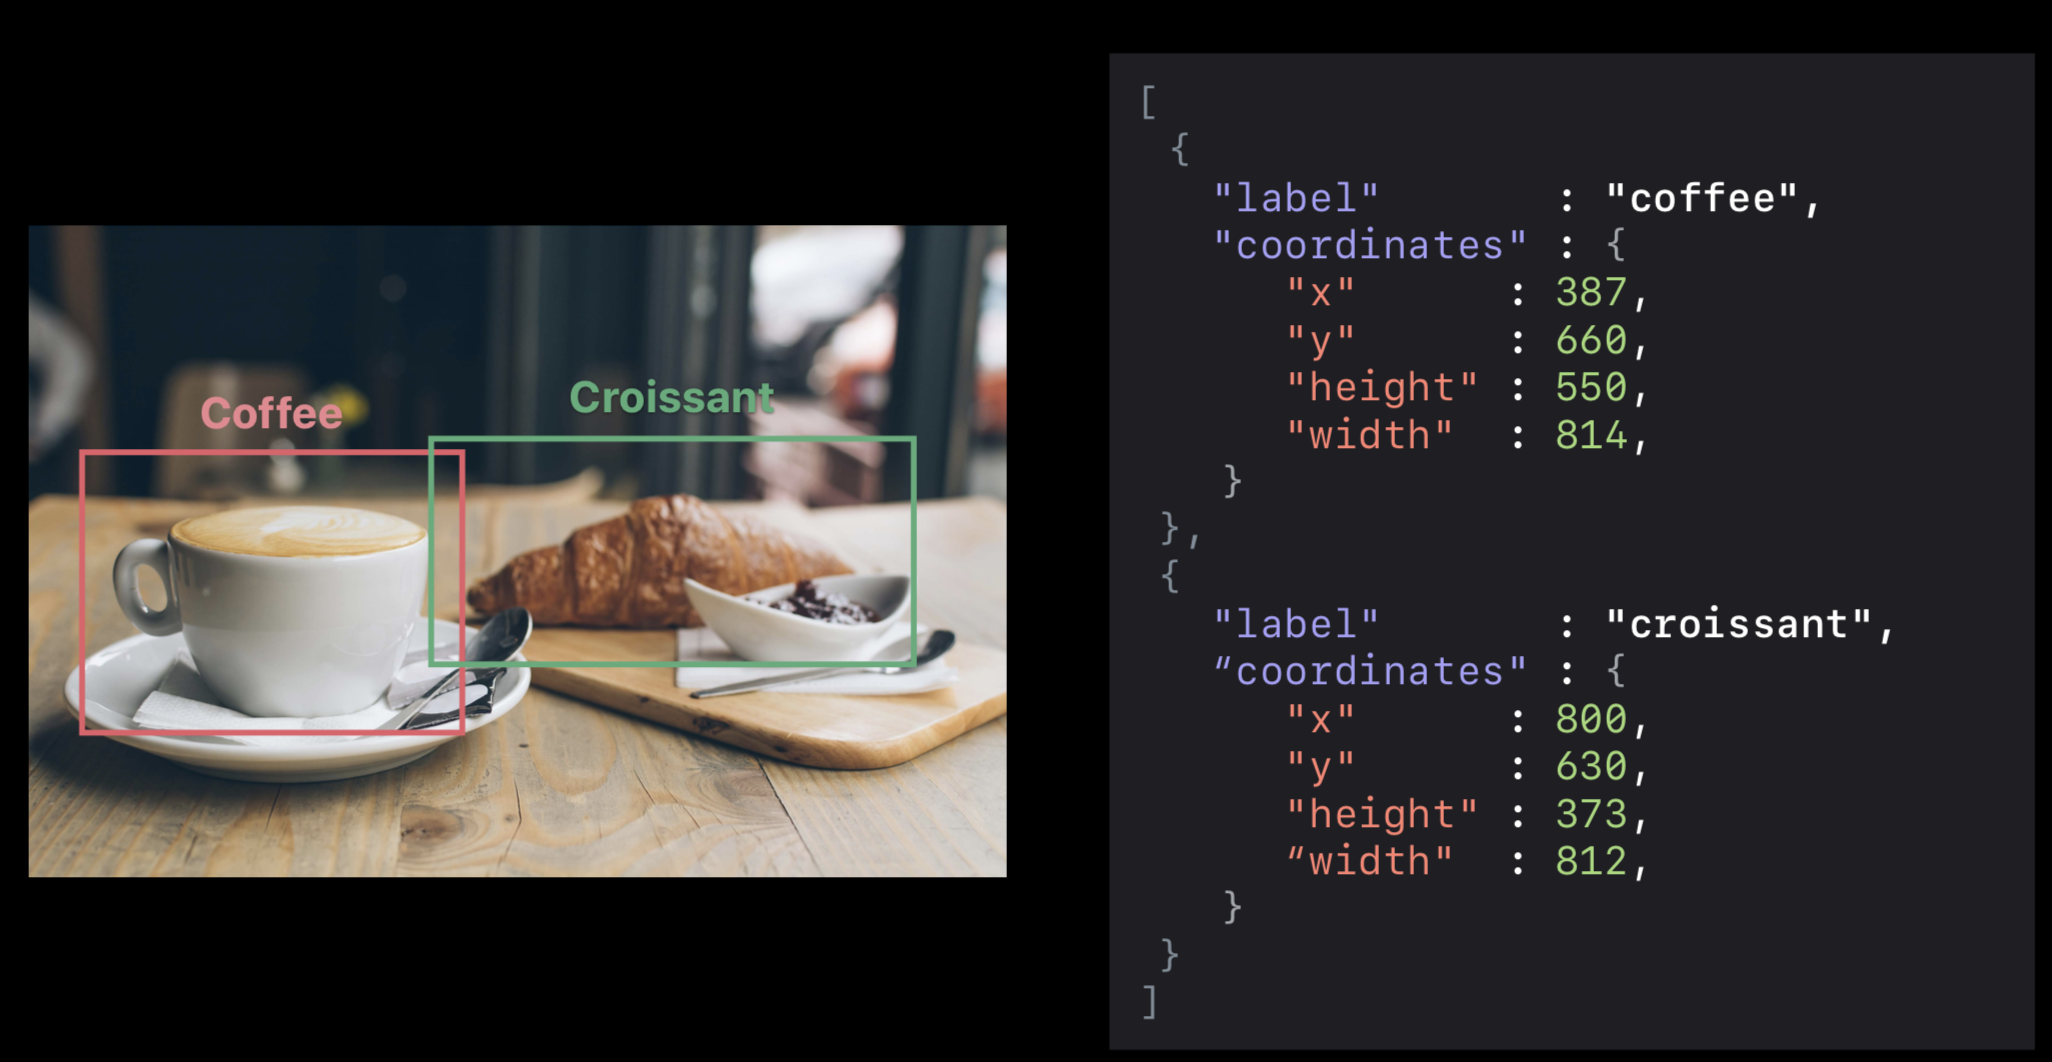 Coffee
Croissant
[
{
"label" : "coffee",
"coordinates" : {
"x" : 387,
"y" : 660,
"height" : 550,
"width" : 814,
}
},
{
"label" : "croissant",
“coordinates" : {
"x" : 800,
"y" : 630,
"height" : 373,
“width" : 812,
}
}
]